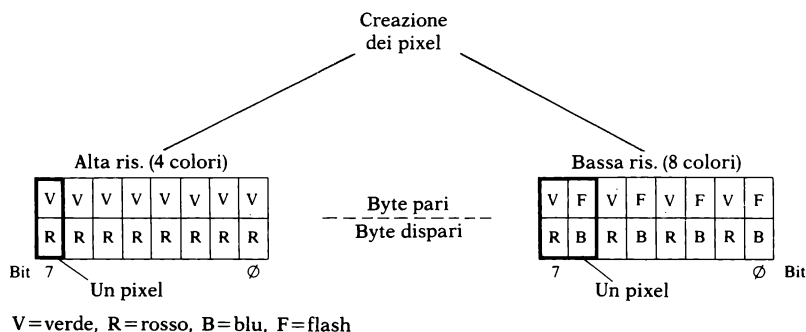 Creazione
dei pixel
Alta ris. (4 colori)
Bassa ris. (8 colori)
V V V V V V V V
R R R R R R R R
Byte pari
Byte dispari
V F V F V F V F
R B R B R B R B
Bit 7 Ø
Un pixel
7 Ø Bit
Un pixel
V=verde, R=rosso, B=blu, F=flash